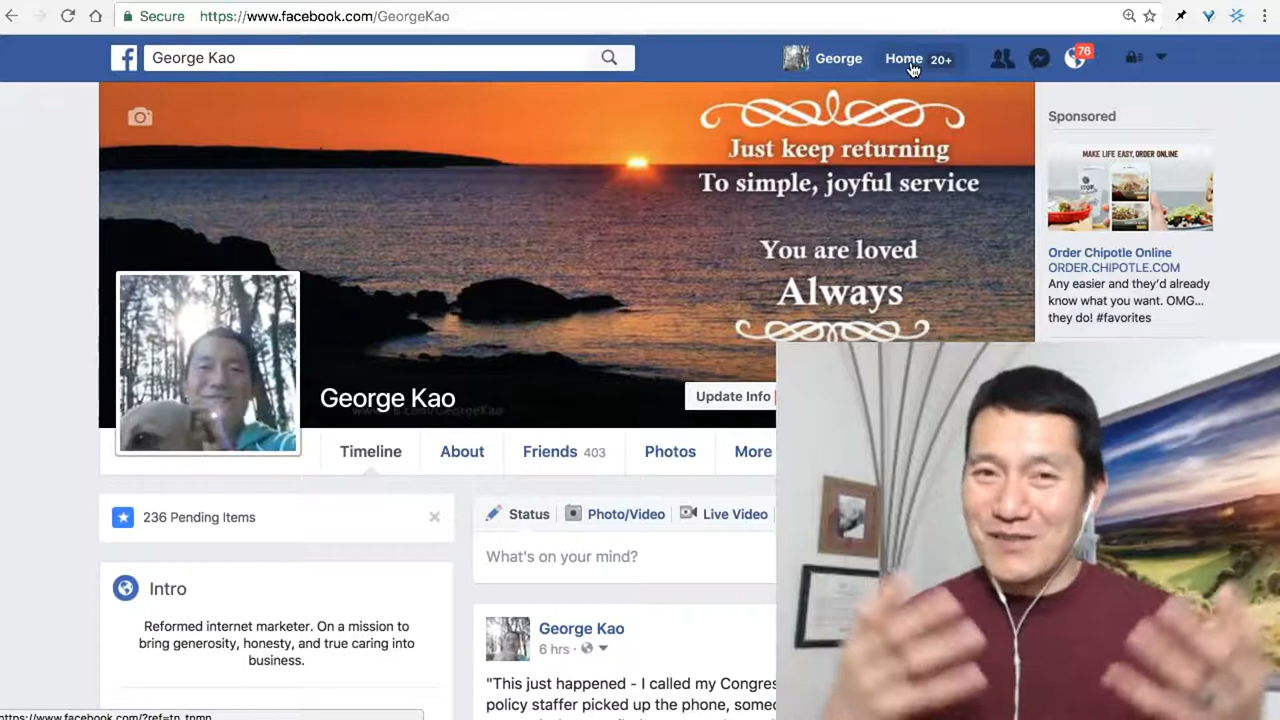 Secure https://www.facebook.com/GeorgeKao
f George Kao George Home 20+ 76
Just keep returning
To simple, joyful service
You are loved
Always
George Kao
Update Info
Timeline About Friends 403 Photos More
236 Pending Items
Intro
Reformed internet marketer. On a mission to
bring generosity, honesty, and true caring into
business.
Status Photo/Video Live Video
What's on your mind?
George Kao
6 hrs
"This just happened - I called my Congres
policy staffer picked up the phone, some
Sponsored
MAKE LIFE EASY, ORDER ONLINE
Order Chipotle Online
ORDER.CHIPOTLE.COM
Any easier and they'd already
know what you want. OMG...
they do! #favorites
https://www.facebook.com/?ref=tn_tnmn